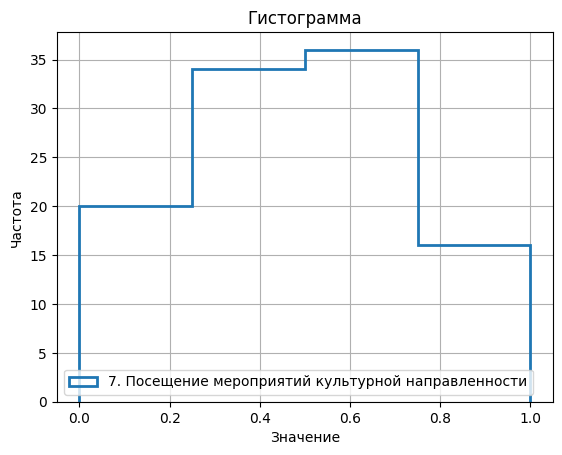 Гистограмма
Частота
35
30
25
20
15
10
5
0
7. Посещение мероприятий культурной направленности
0.0 0.2 0.4 0.6 0.8 1.0
Значение